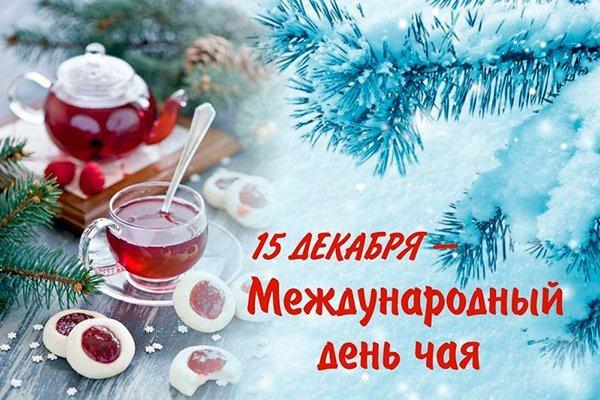 15 ДЕКАБРЯ —
Международный
день чая